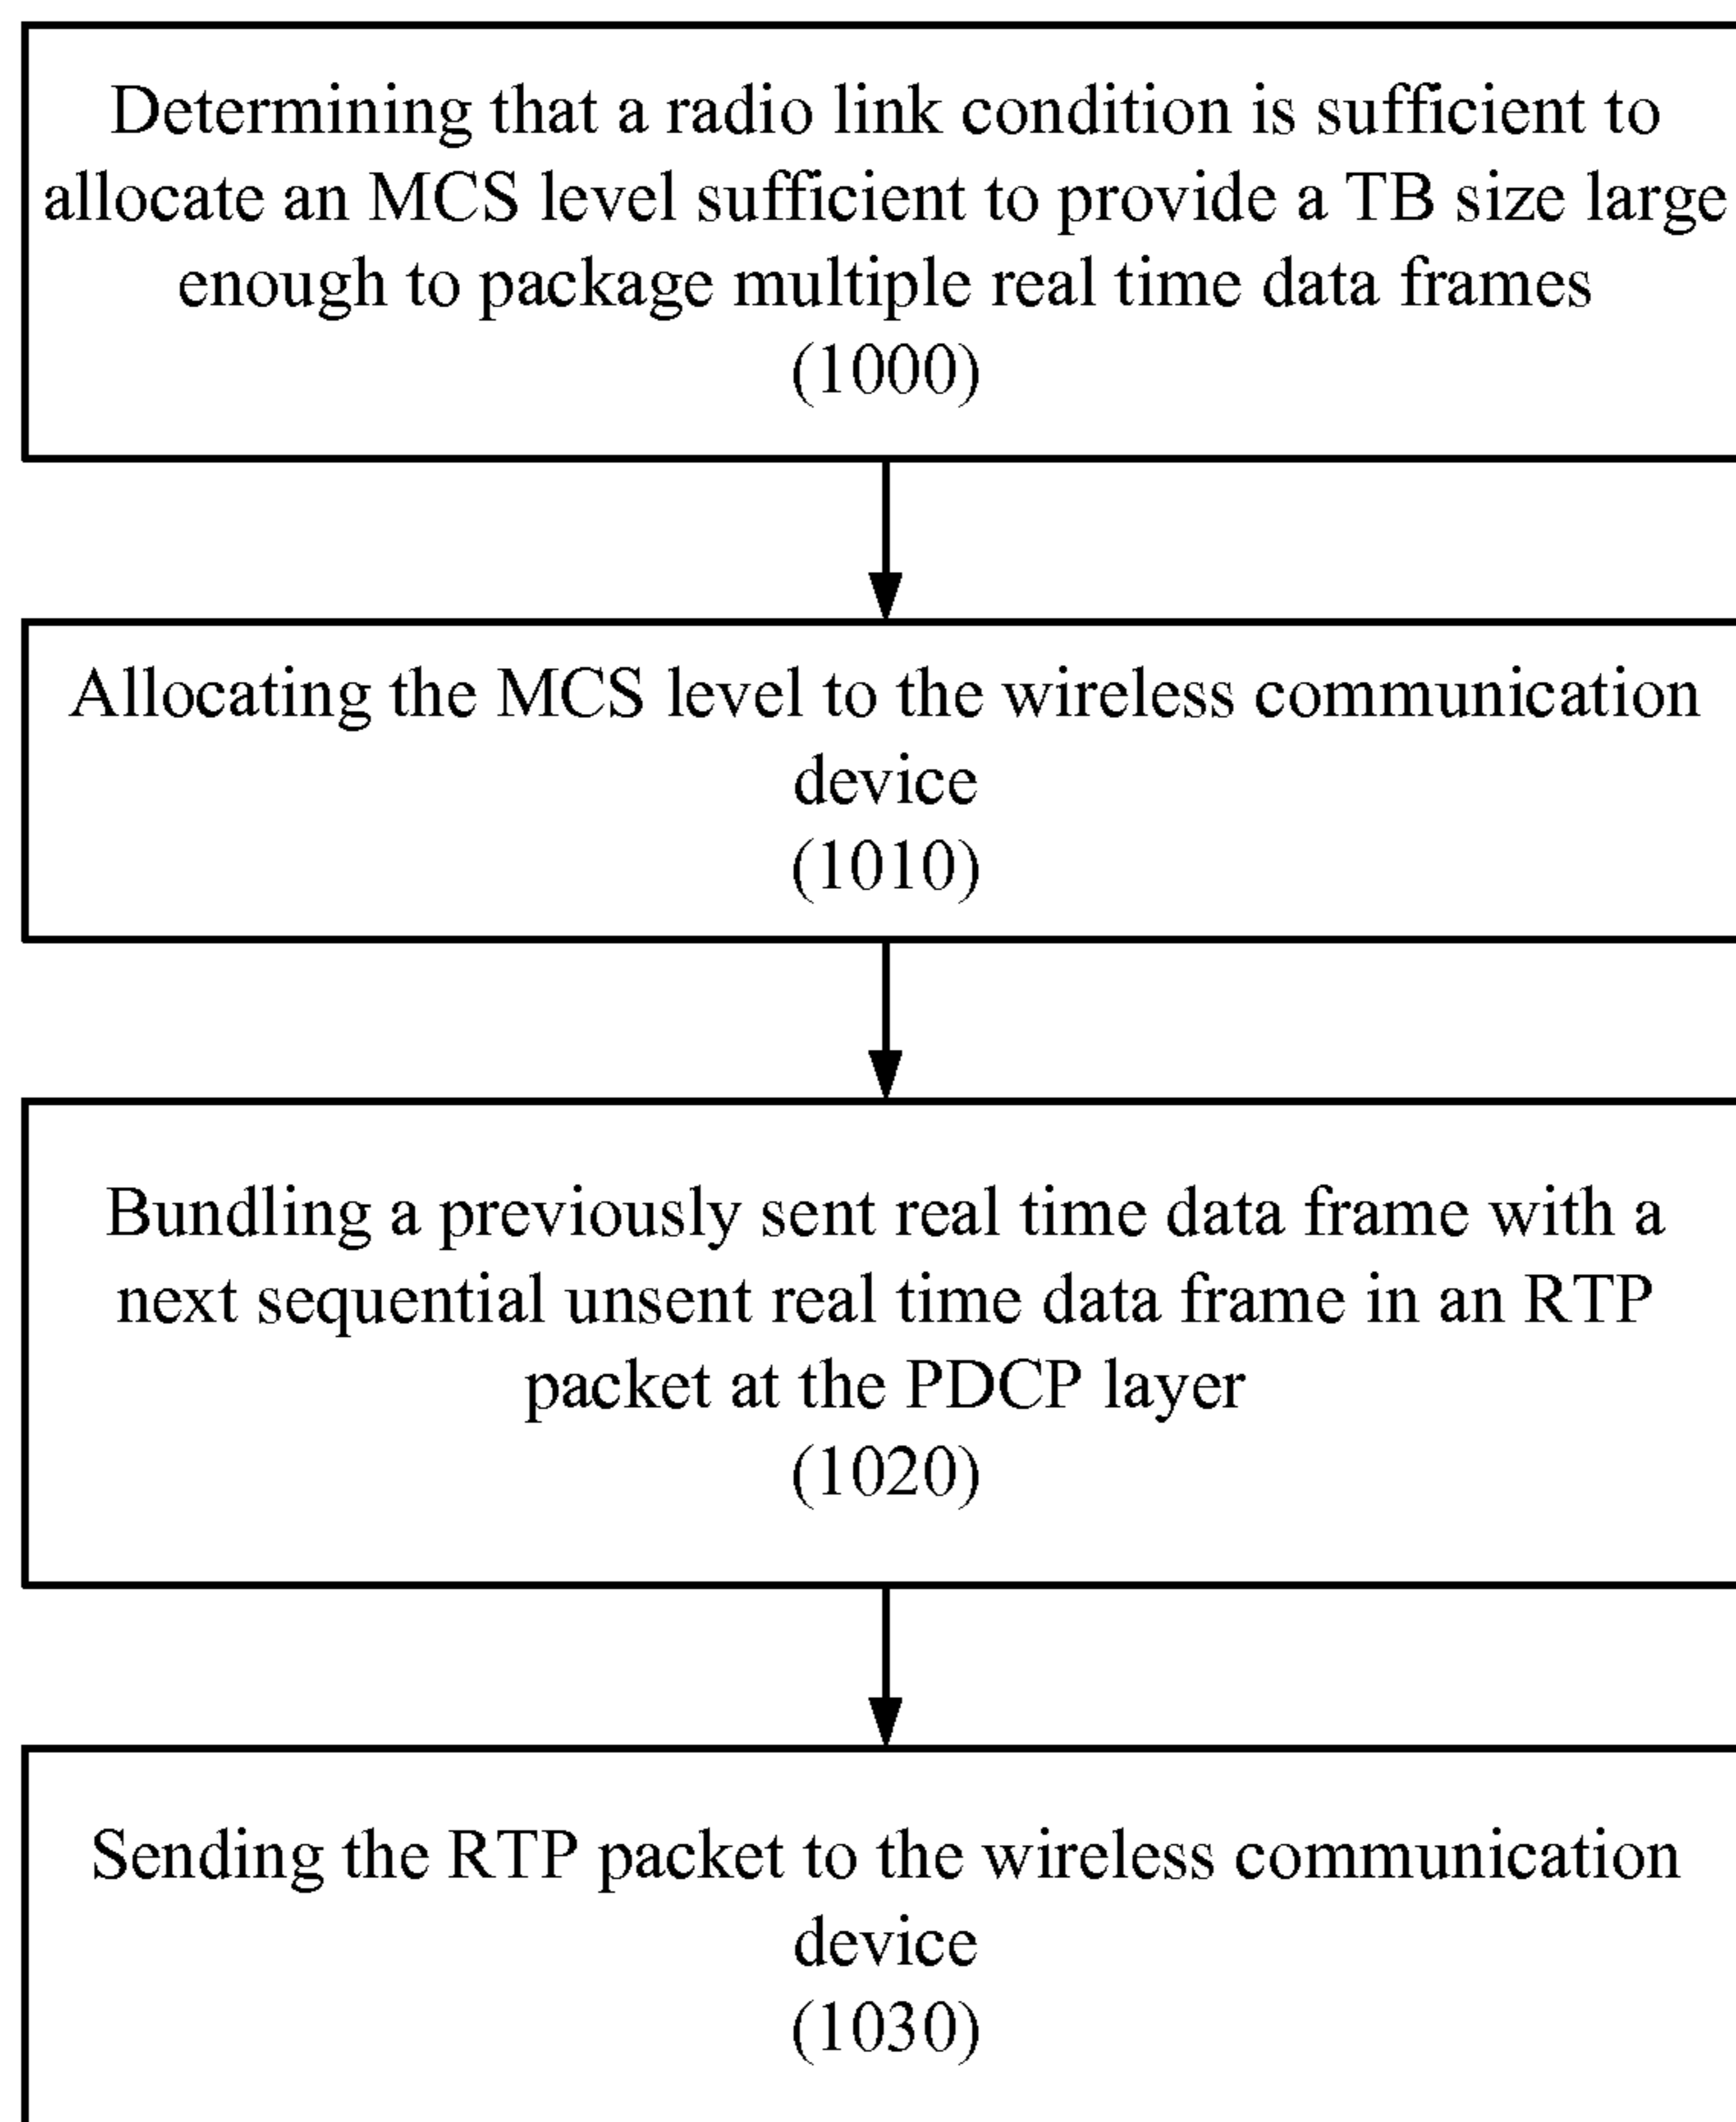 Determining that a radio link condition is sufficient to
allocate an MCS level sufficient to provide a TB size large
enough to package multiple real time data frames
(1000)
Allocating the MCS level to the wireless communication
device
(1010)
Bundling a previously sent real time data frame with a
next sequential unsent real time data frame in an RTP
packet at the PDCP layer
(1020)
Sending the RTP packet to the wireless communication
device
(1030)